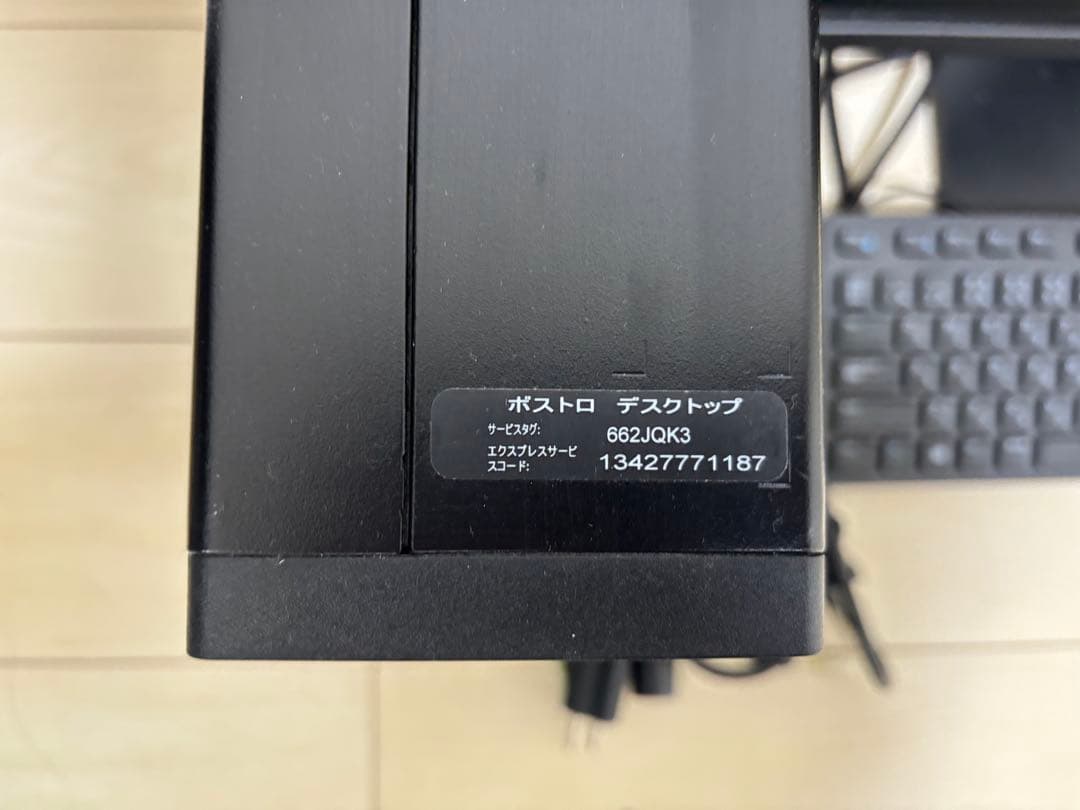 ボストロ デスクトップ
サービスタグ: 662JQK3
エクスプレスサービ
スコード: 13427771187